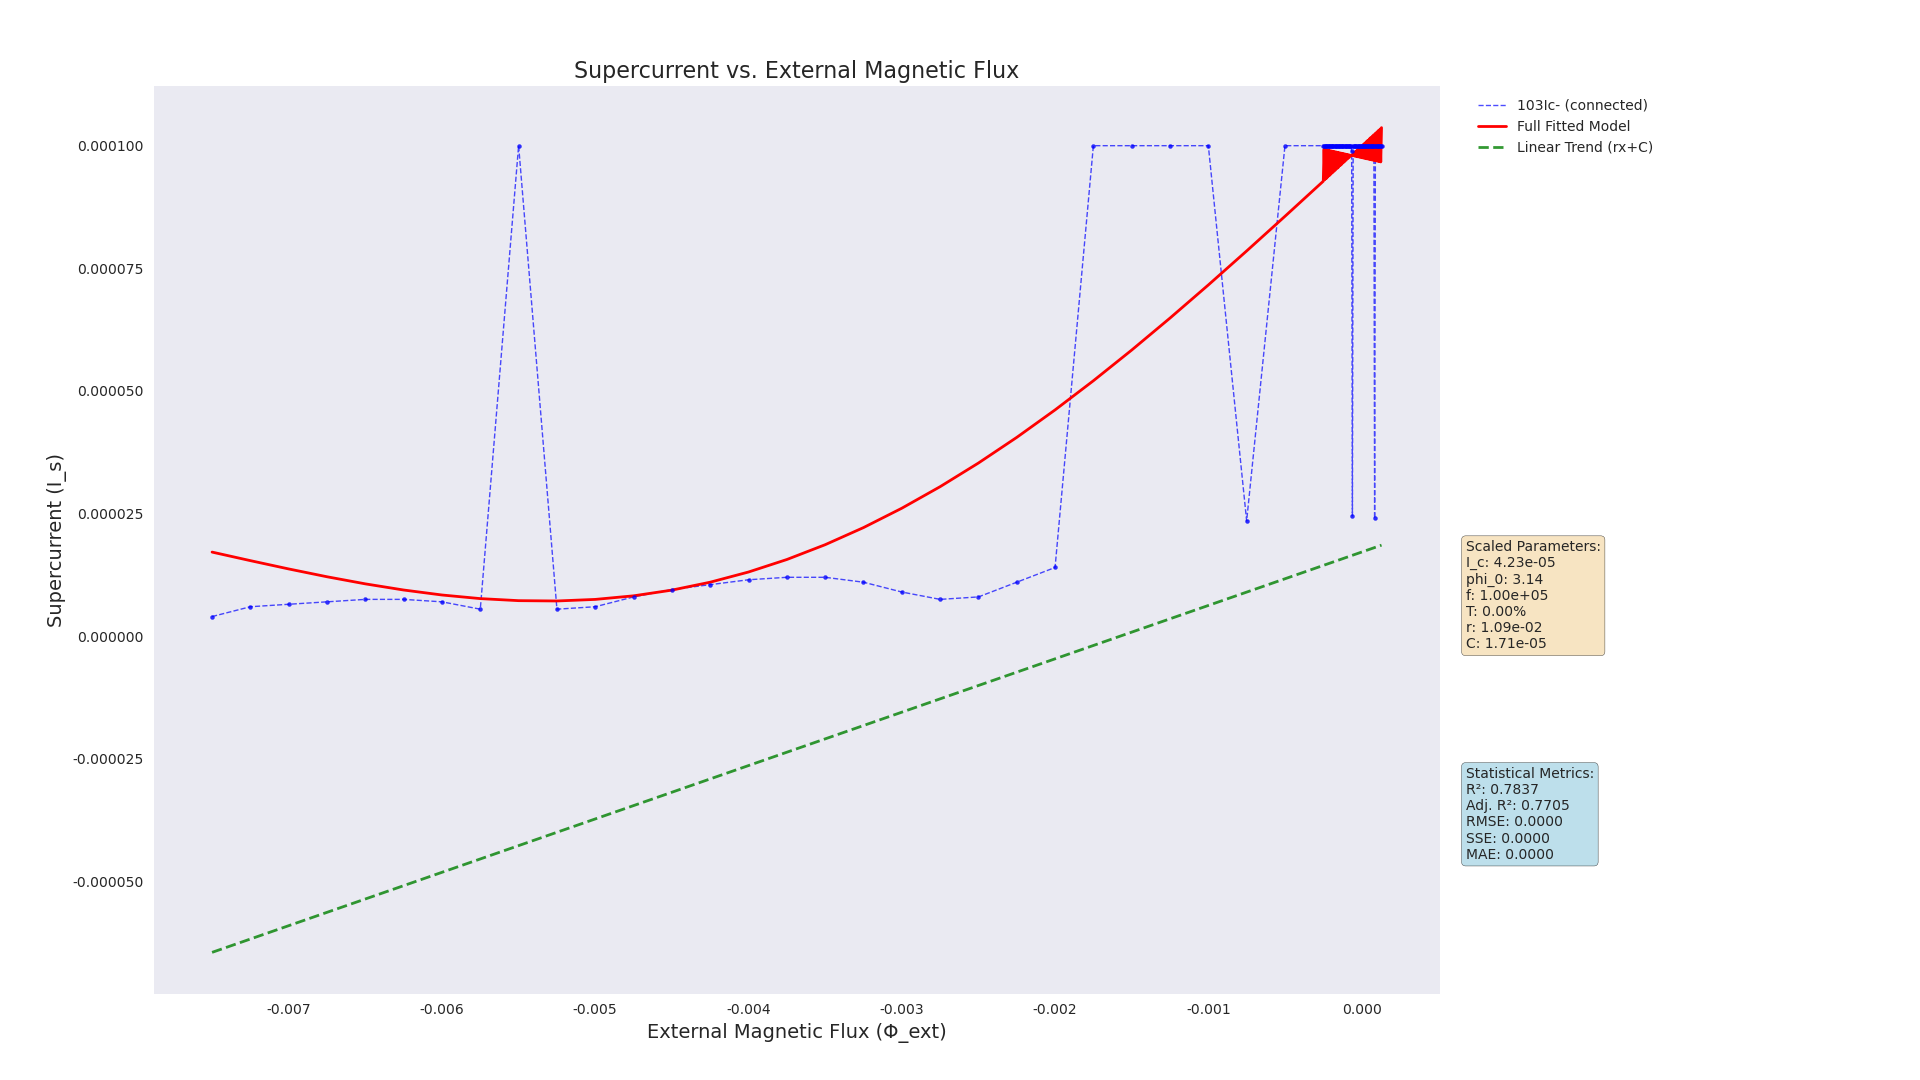 Supercurrent vs. External Magnetic Flux
103Ic- (connected)
Full Fitted Model
Linear Trend (rx+C)
0.000100
0.000075
0.000050
0.000025
0.000000
-0.000025
-0.000050
Supercurrent (I_s)
-0.007
-0.006
-0.005
-0.004
-0.003
-0.002
-0.001
0.000
External Magnetic Flux (Φ_ext)
Scaled Parameters:
I_c: 4.23e-05
phi_0: 3.14
f: 1.00e+05
T: 0.00%
r: 1.09e-02
C: 1.71e-05
Statistical Metrics:
R²: 0.7837
Adj. R²: 0.7705
RMSE: 0.0000
SSE: 0.0000
MAE: 0.0000